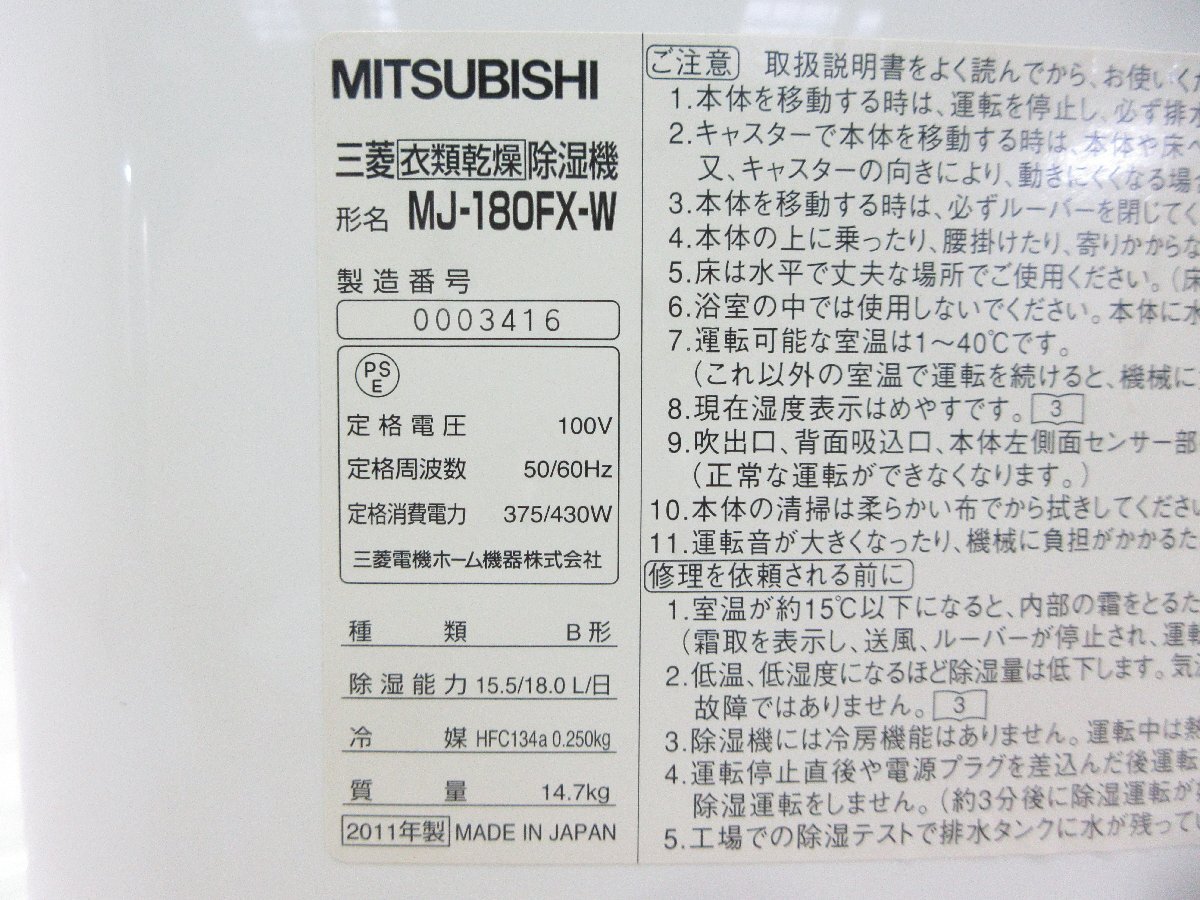 MITSUBISHI
三菱 衣類乾燥 除湿機
形名 MJ-180FX-W
製造番号
0003416
PS
E
定格電圧 100V
定格周波数 50/60Hz
定格消費電力 375/430W
三菱電機ホーム機器株式会社
種類 B形
除湿能力 15.5/18.0 L/日
冷媒 HFC134a 0.250kg
質量 14.7kg
2011年製 MADE IN JAPAN
ご注意 取扱説明書をよく読んでから、お使いくだ
1.本体を移動する時は、運転を停止し、必ず排水
2.キャスターで本体を移動する時は、本体や床へ
又、キャスターの向きにより、動きにくくなる場合
3.本体を移動する時は、必ずルーバーを閉じてく
4.本体の上に乗ったり、腰掛けたり、寄りかからな
5.床は水平で丈夫な場所でご使用ください。(床
6.浴室の中では使用しないでください。本体に水
7.運転可能な室温は1～40℃です。
(これ以外の室温で運転を続けると、機械に
8.現在湿度表示はめやすです。 3
9.吹出口、背面吸込口、本体左側面センサー部
(正常な運転ができなくなります。)
10.本体の清掃は柔らかい布でから拭きしてくださ
11.運転音が大きくなったり、機械に負担がかかるた
修理を依頼される前に
1.室温が約15℃以下になると、内部の霜をとるた
(霜取を表示し、送風、ルーバーが停止され、運転
2.低温、低湿度になるほど除湿量は低下します。気温
故障ではありません。 3
3.除湿機には冷房機能はありません。運転中は熱
4.運転停止直後や電源プラグを差込んだ後運転
除湿運転をしません。(約3分後に除湿運転が
5.工場での除湿テストで排水タンクに水が残ってい